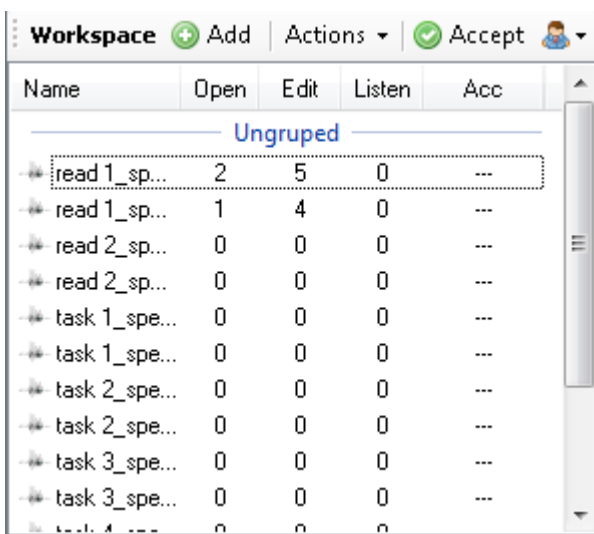 Workspace Add Actions Accept
Name Open Edit Listen Acc
Ungruped
read 1_sp... 2 5 0 ---
read 1_sp... 1 4 0 ---
read 2_sp... 0 0 0 ---
read 2_sp... 0 0 0 ---
task 1_spe... 0 0 0 ---
task 1_spe... 0 0 0 ---
task 2_spe... 0 0 0 ---
task 2_spe... 0 0 0 ---
task 3_spe... 0 0 0 ---
task 3_spe... 0 0 0 ---